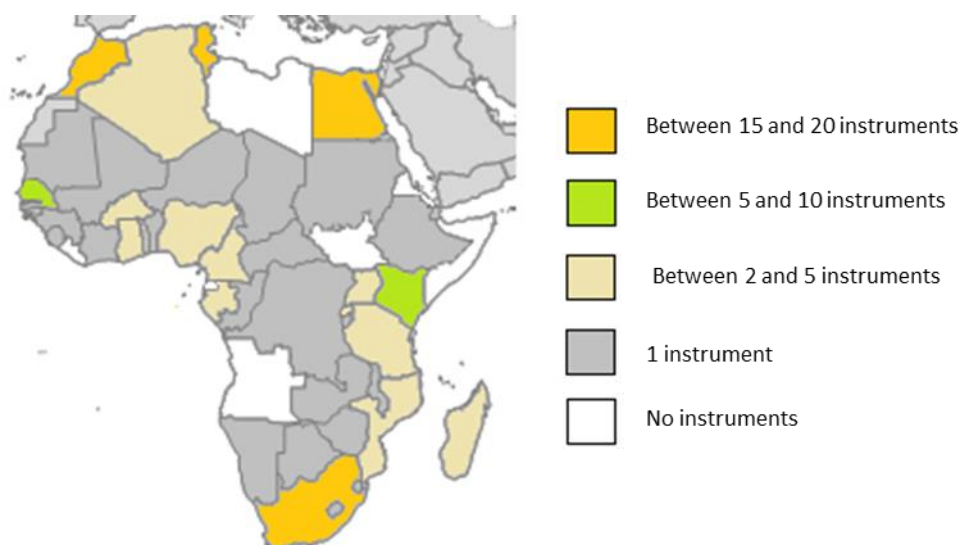 Between 15 and 20 instruments
Between 5 and 10 instruments
Between 2 and 5 instruments
1 instrument
No instruments